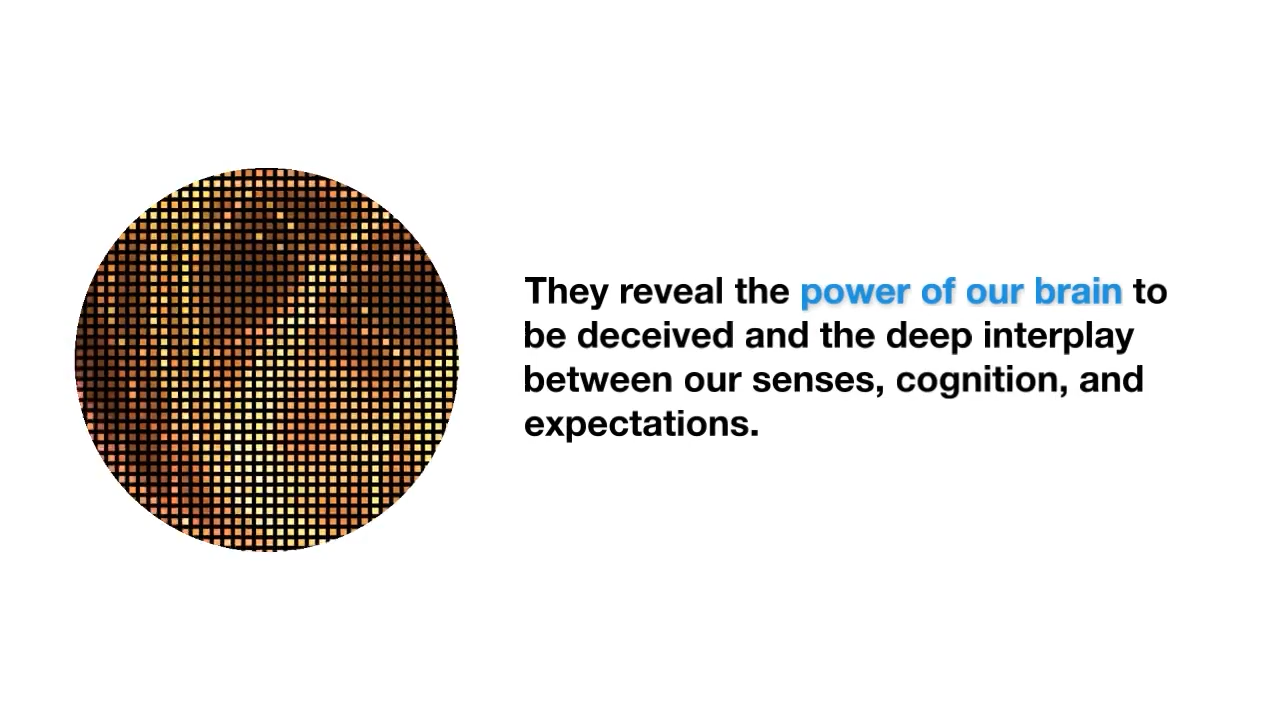 They reveal the power of our brain to
be deceived and the deep interplay
between our senses, cognition, and
expectations.